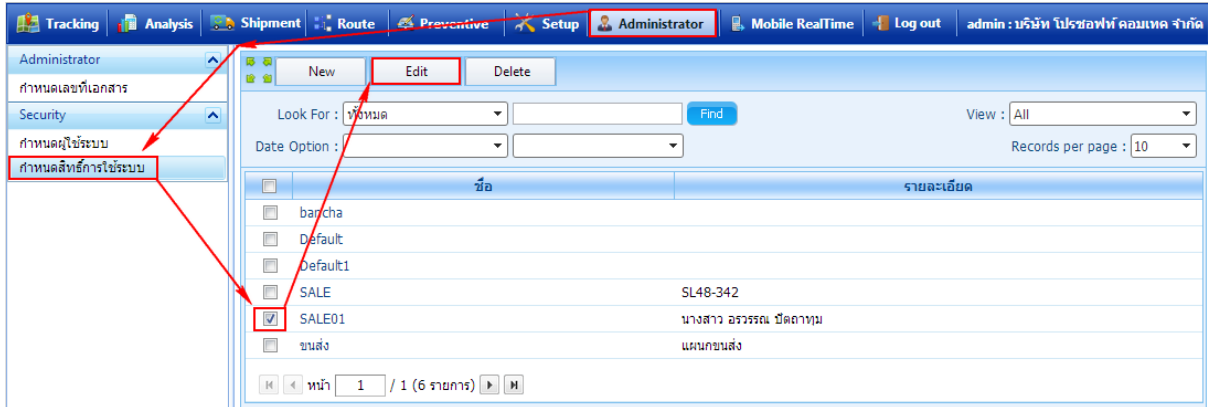 Tracking Analysis Shipment Route Preventive Setup Administrator Mobile RealTime Log out admin : บริษัท โปรซอฟท์ คอมเทค จำกัด
Administrator
กำหนดเลขที่เอกสาร
Security
กำหนดผู้ใช้ระบบ
กำหนดสิทธิ์การใช้ระบบ
New Edit Delete
Look For : ทั้งหมด Find View : All
Date Option : Records per page : 10
ชื่อ รายละเอียด
bancha
Default
Default1
SALE SL48-342
SALE01 นางสาว อรวรรณ ปัตถาทุม
ขนส่ง แผนกขนส่ง
หน้า 1 / 1 (6 รายการ)